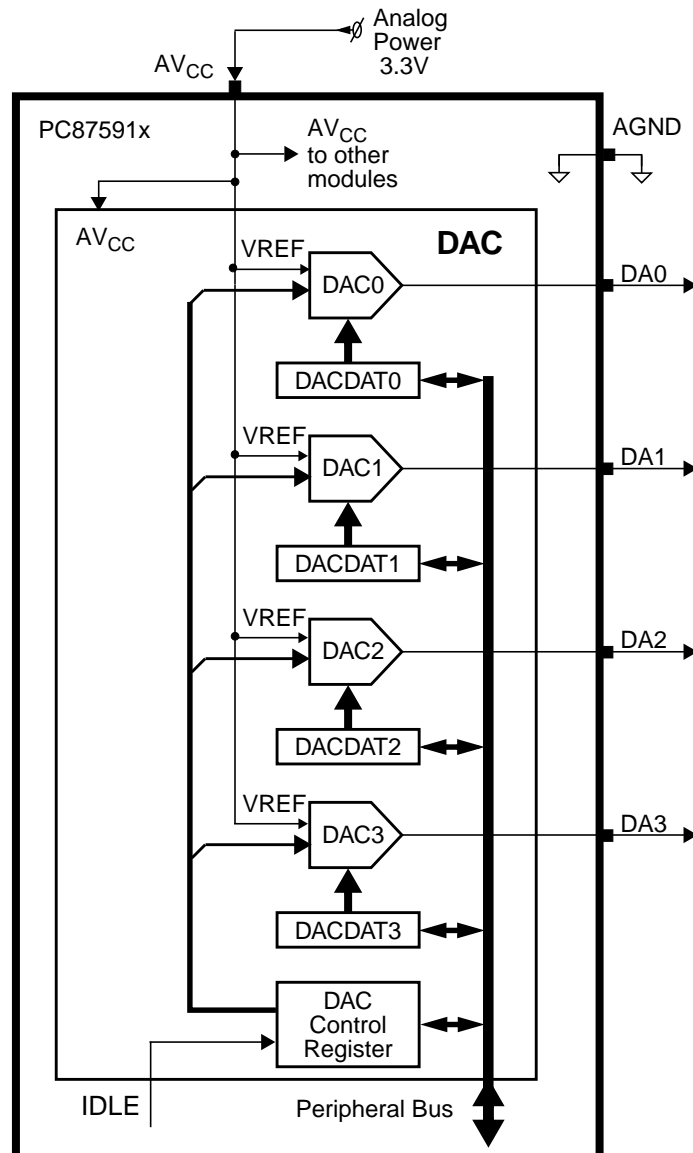 Analog
Power
3.3V
AVCC
PC87591x
AVCC
to other
modules
AGND
AVCC
DAC
VREF
DAC0
DA0
DACDAT0
VREF
DAC1
DA1
DACDAT1
VREF
DAC2
DA2
DACDAT2
VREF
DAC3
DA3
DACDAT3
DAC
Control
Register
IDLE
Peripheral Bus